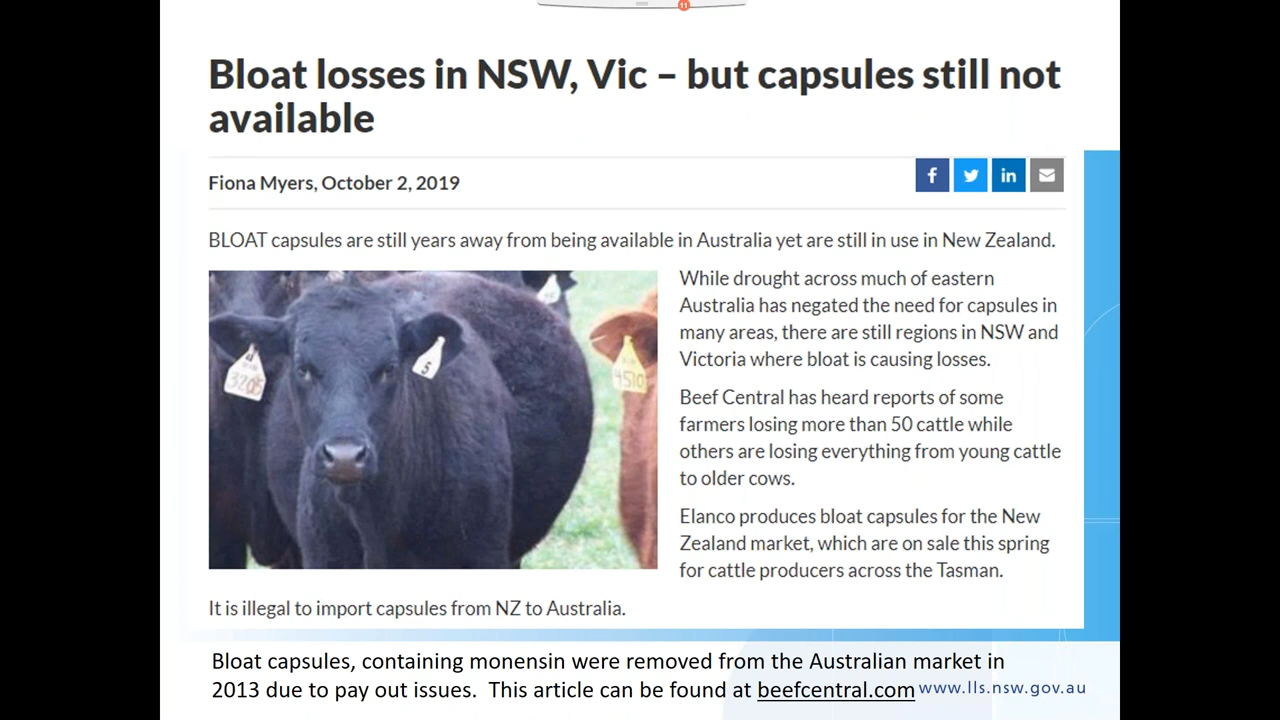 11
Bloat losses in NSW, Vic – but capsules still not
available
Fiona Myers, October 2, 2019
BLOAT capsules are still years away from being available in Australia yet are still in use in New Zealand.
While drought across much of eastern
Australia has negated the need for capsules in
many areas, there are still regions in NSW and
Victoria where bloat is causing losses.
Beef Central has heard reports of some
farmers losing more than 50 cattle while
others are losing everything from young cattle
to older cows.
Elanco produces bloat capsules for the New
Zealand market, which are on sale this spring
for cattle producers across the Tasman.
3205
5
4510
It is illegal to import capsules from NZ to Australia.
Bloat capsules, containing monensin were removed from the Australian market in
2013 due to pay out issues.  This article can be found at beefcentral.com
www.lls.nsw.gov.au